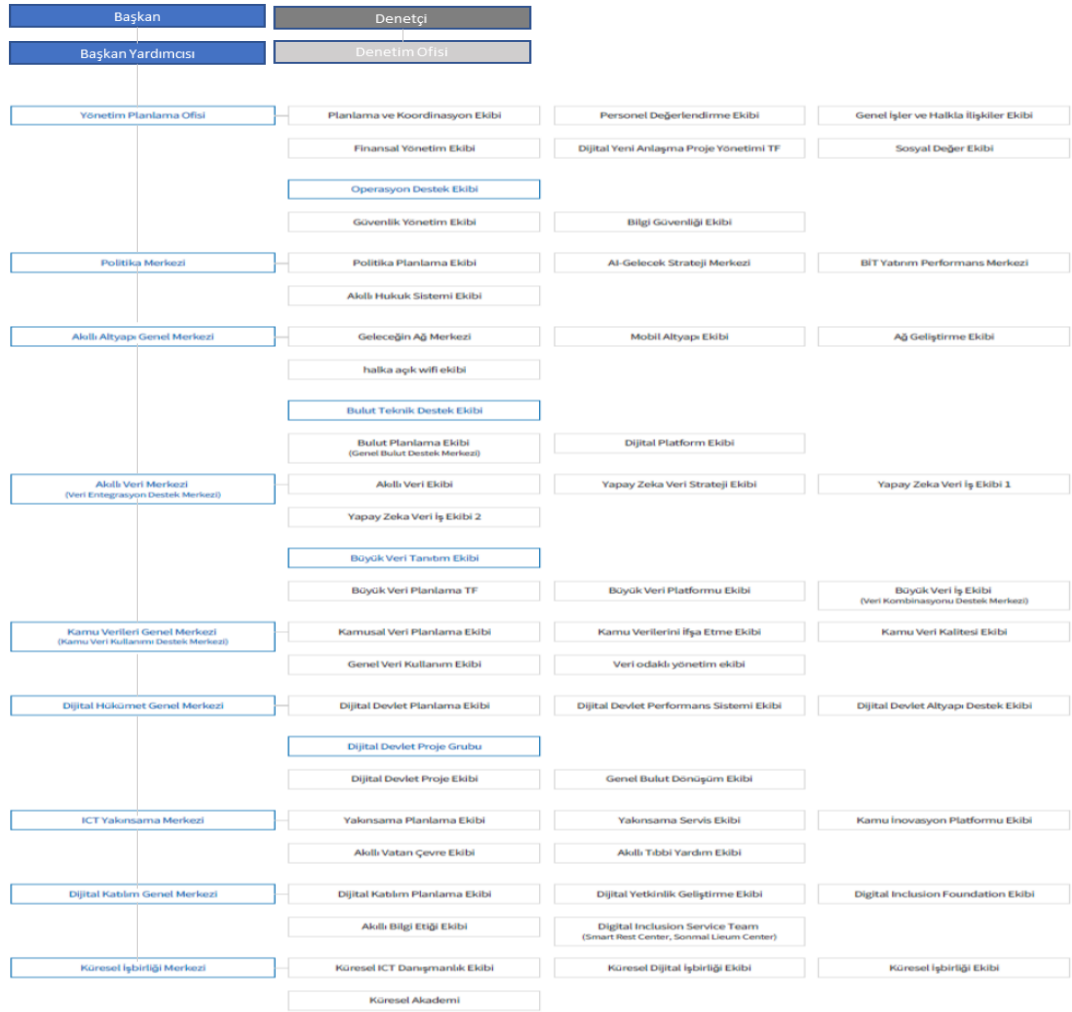 Başkan
Denetçi
Başkan Yardımcısı
Denetim Ofisi
Yönetim Planlama Ofisi
Planlama ve Koordinasyon Ekibi
Personel Değerlendirme Ekibi
Genel İşler ve Halkla İlişkiler Ekibi
Finansal Yönetim Ekibi
Dijital Yeni Anlaşma Proje Yönetimi TF
Sosyal Değer Ekibi
Operasyon Destek Ekibi
Güvenlik Yönetim Ekibi
Bilgi Güvenliği Ekibi
Politika Merkezi
Politika Planlama Ekibi
AI-Gelecek Strateji Merkezi
BİT Yatırım Performans Merkezi
Akıllı Hukuk Sistemi Ekibi
Akıllı Altyapı Genel Merkezi
Geleceğin Ağ Merkezi
Mobil Altyapı Ekibi
Ağ Geliştirme Ekibi
halka açık wifi ekibi
Bulut Teknik Destek Ekibi
Bulut Planlama Ekibi
(Genel Bulut Destek Merkezi)
Dijital Platform Ekibi
Akıllı Veri Merkezi
(Veri Entegrasyon Destek Merkezi)
Akıllı Veri Ekibi
Yapay Zeka Veri Strateji Ekibi
Yapay Zeka Veri İş Ekibi 1
Yapay Zeka Veri İş Ekibi 2
Büyük Veri Tanıtım Ekibi
Büyük Veri Planlama TF
Büyük Veri Platformu Ekibi
Büyük Veri İş Ekibi
(Veri Kombinasyonu Destek Merkezi)
Kamu Verileri Genel Merkezi
(Kamu Veri Kullanımı Destek Merkezi)
Kamusal Veri Planlama Ekibi
Kamu Verilerini İfşa Etme Ekibi
Kamu Veri Kalitesi Ekibi
Genel Veri Kullanım Ekibi
Veri odaklı yönetim ekibi
Dijital Hükümet Genel Merkezi
Dijital Devlet Planlama Ekibi
Dijital Devlet Performans Sistemi Ekibi
Dijital Devlet Altyapı Destek Ekibi
Dijital Devlet Proje Grubu
Dijital Devlet Proje Ekibi
Genel Bulut Dönüşüm Ekibi
ICT Yakınsama Merkezi
Yakınsama Planlama Ekibi
Yakınsama Servis Ekibi
Kamu İnovasyon Platformu Ekibi
Akıllı Vatan Çevre Ekibi
Akıllı Tıbbi Yardım Ekibi
Dijital Katılım Genel Merkezi
Dijital Katılım Planlama Ekibi
Dijital Yetkinlik Geliştirme Ekibi
Digital Inclusion Foundation Ekibi
Akıllı Bilgi Etiği Ekibi
Digital Inclusion Service Team
(Smart Rest Center, Sonmal Lieum Center)
Küresel İşbirliği Merkezi
Küresel ICT Danışmanlık Ekibi
Küresel Dijital İşbirliği Ekibi
Küresel İşbirliği Ekibi
Küresel Akademi